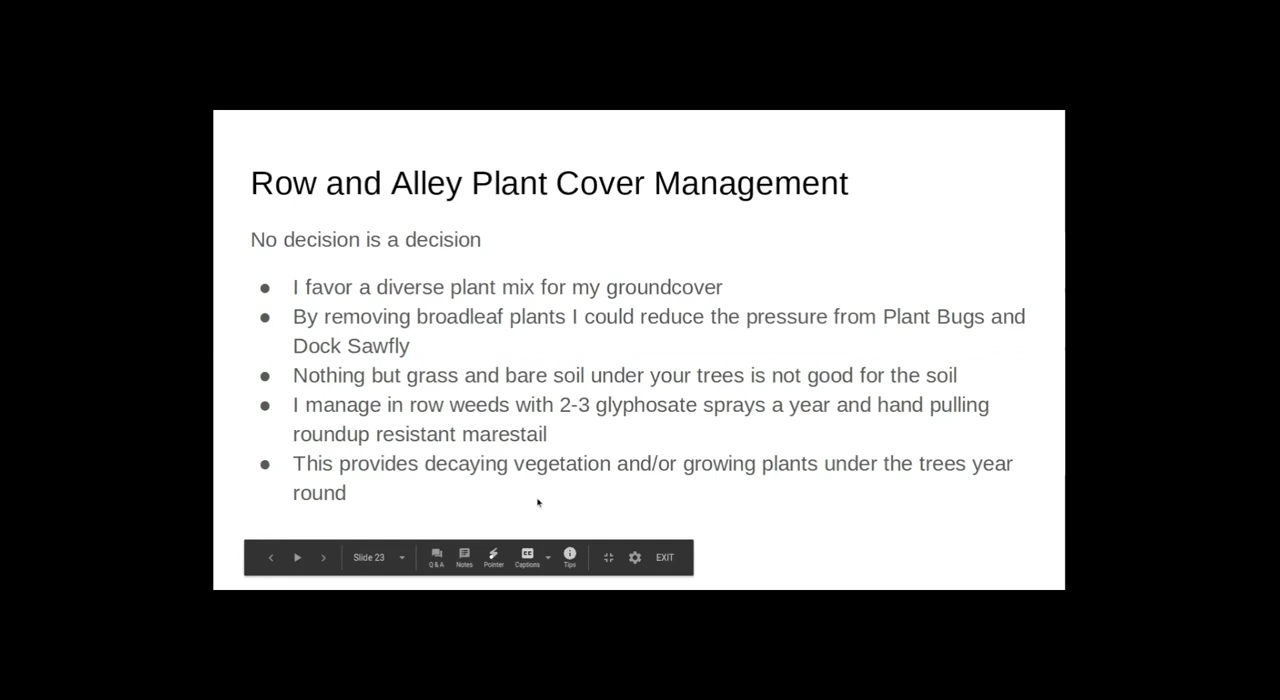 Row and Alley Plant Cover Management
No decision is a decision
● I favor a diverse plant mix for my groundcover
● By removing broadleaf plants I could reduce the pressure from Plant Bugs and
Dock Sawfly
● Nothing but grass and bare soil under your trees is not good for the soil
● I manage in row weeds with 2-3 glyphosate sprays a year and hand pulling
roundup resistant marestail
● This provides decaying vegetation and/or growing plants under the trees year
round
Slide 23 Q & A Notes Pointer CC Captions Tips EXIT